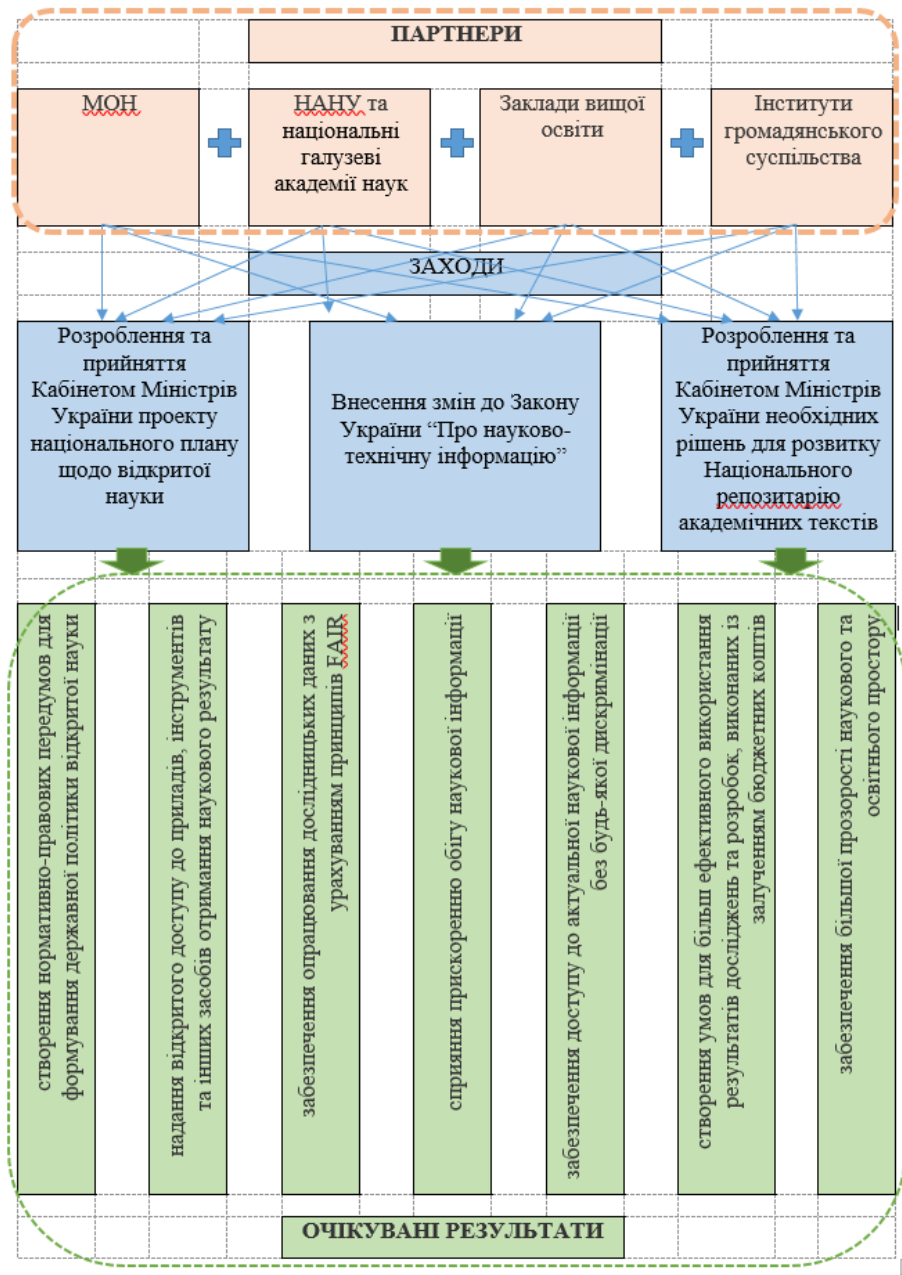 ПАРТНЕРИ
МОН
НАНУ та
національні
галузеві
академії наук
Заклади вищої
освіти
Інститути
громадянського
суспільства
ЗАХОДИ
Розроблення та
прийняття
Кабінетом Міністрів
України проекту
національного плану
щодо відкритої
науки
Внесення змін до Закону
України “Про науково-
технічну інформацію”
Розроблення та
прийняття
Кабінетом Міністрів
України необхідних
рішень для розвитку
Національного
репозитарію
академічних текстів
створення нормативно-правових передумов для
формування державної політики відкритої науки
надання відкритого доступу до приладів, інструментів
та інших засобів отримання наукового результату
забезпечення опрацювання дослідницьких даних з
урахуванням принципів FAIR
сприяння прискоренню обігу наукової інформації
забезпечення доступу до актуальної наукової інформації
без будь-якої дискримінації
створення умов для більш ефективного використання
результатів досліджень та розробок, виконаних із
залученням бюджетних коштів
забезпечення більшої прозорості наукового та
освітнього простору
ОЧІКУВАНІ РЕЗУЛЬТАТИ